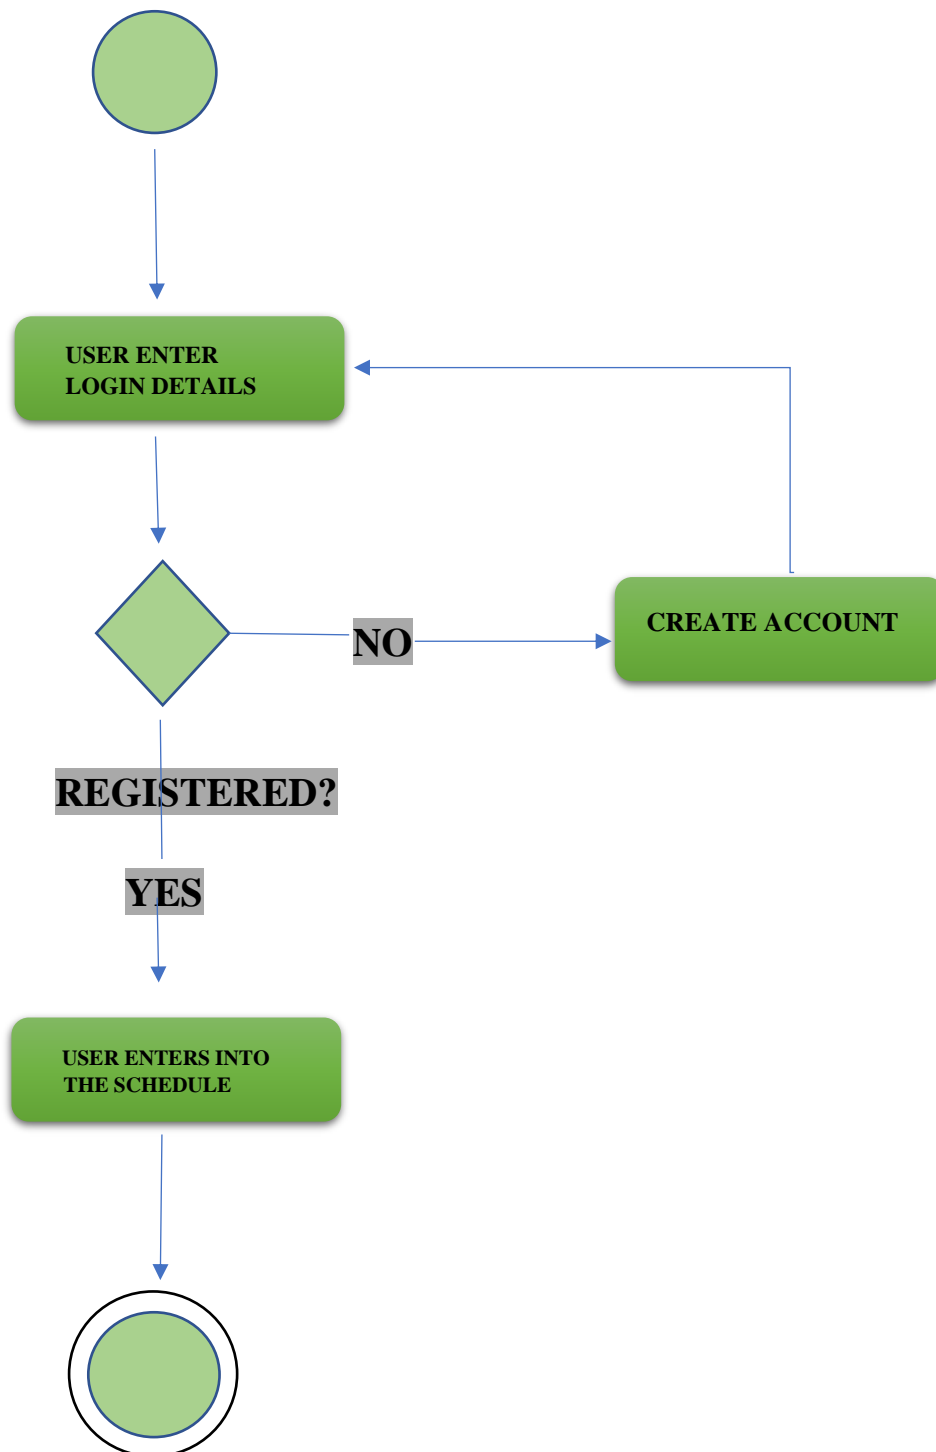 USER ENTER
LOGIN DETAILS
CREATE ACCOUNT
NO
REGISTERED?
YES
USER ENTERS INTO
THE SCHEDULE